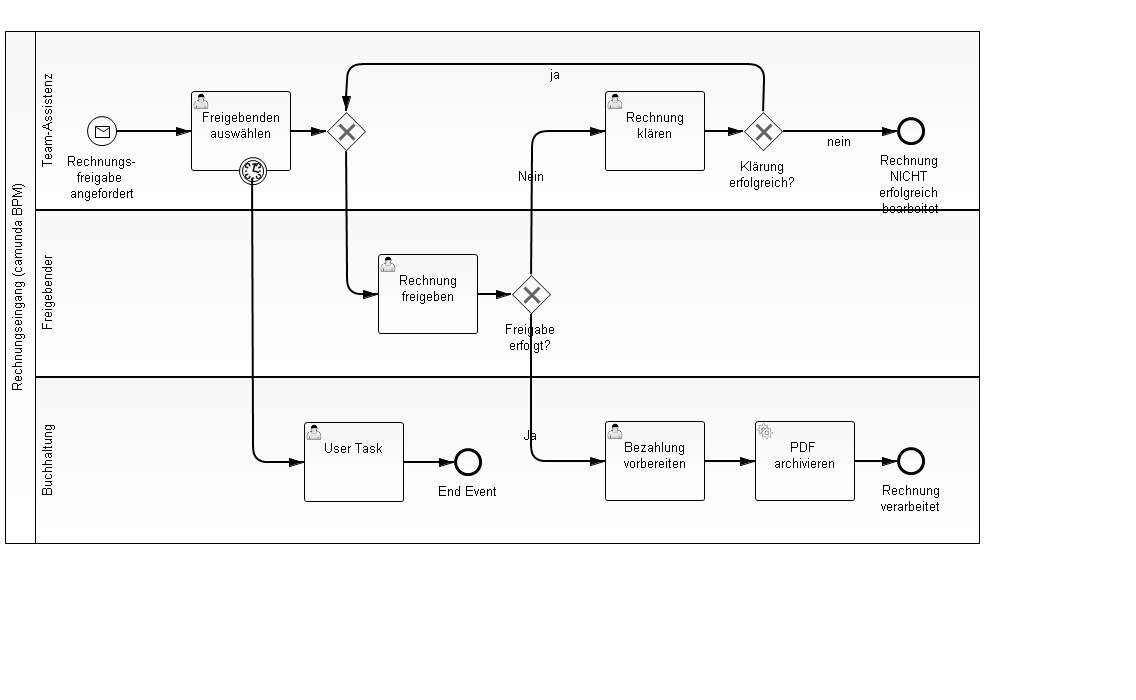 Rechnungseingang (camunda BPM)
Team-Assistenz
Rechnungs-
freigabe
angefordert
Freigebenden
auswählen
ja
Nein
Rechnung
klären
Klärung
erfolgreich?
nein
Rechnung
NICHT
erfolgreich
bearbeitet
Freigebender
Rechnung
freigeben
Freigabe
erfolgt?
Buchhaltung
User Task
End Event
Ja
Bezahlung
vorbereiten
PDF
archivieren
Rechnung
verarbeitet